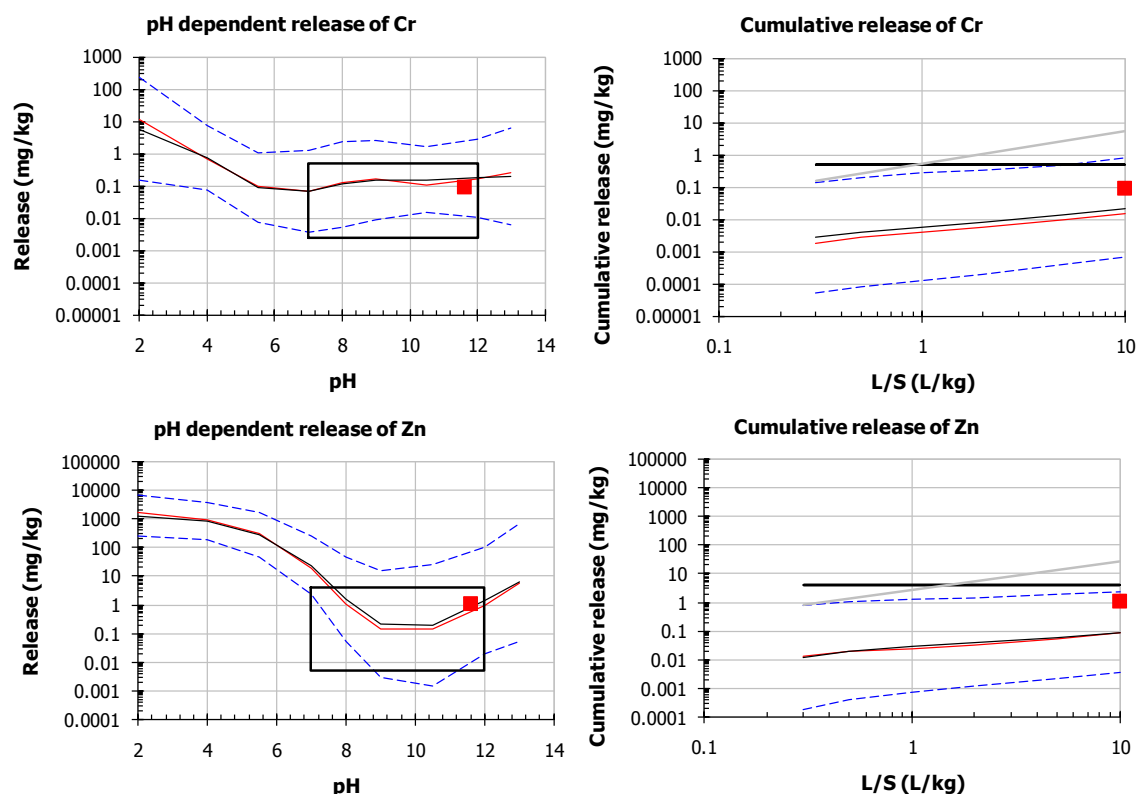 pH dependent release of Cr
1000
100
10
1
0.1
0.01
0.001
0.0001
0.00001
2 4 6 8 10 12 14
Release (mg/kg)
pH
Cumulative release of Cr
1000
100
10
1
0.1
0.01
0.001
0.0001
0.00001
0.1 1 10
Cumulative release (mg/kg)
L/S (L/kg)
pH dependent release of Zn
100000
10000
1000
100
10
1
0.1
0.01
0.001
0.0001
2 4 6 8 10 12 14
Release (mg/kg)
pH
Cumulative release of Zn
100000
10000
1000
100
10
1
0.1
0.01
0.001
0.0001
0.1 1 10
Cumulative release (mg/kg)
L/S (L/kg)